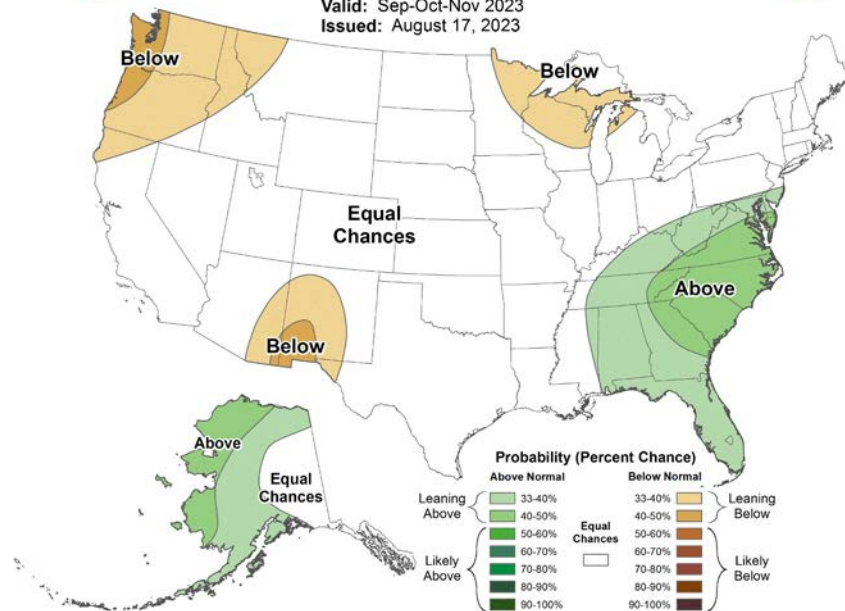 Valid: Sep-Oct-Nov 2023
Issued: August 17, 2023
Below
Below
Equal
Chances
Above
Below
Above
Equal
Chances
Probability (Percent Chance)
Above Normal
Below Normal
Leaning
Above
33-40%
40-50%
Likely
Above
50-60%
60-70%
70-80%
80-90%
90-100%
Equal
Chances
33-40%
40-50%
Leaning
Below
50-60%
60-70%
70-80%
80-90%
90-100%
Likely
Below